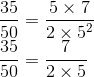 35/50 = (5 × 7)/(2 × 5²)
35/50 = 7/(2 × 5)